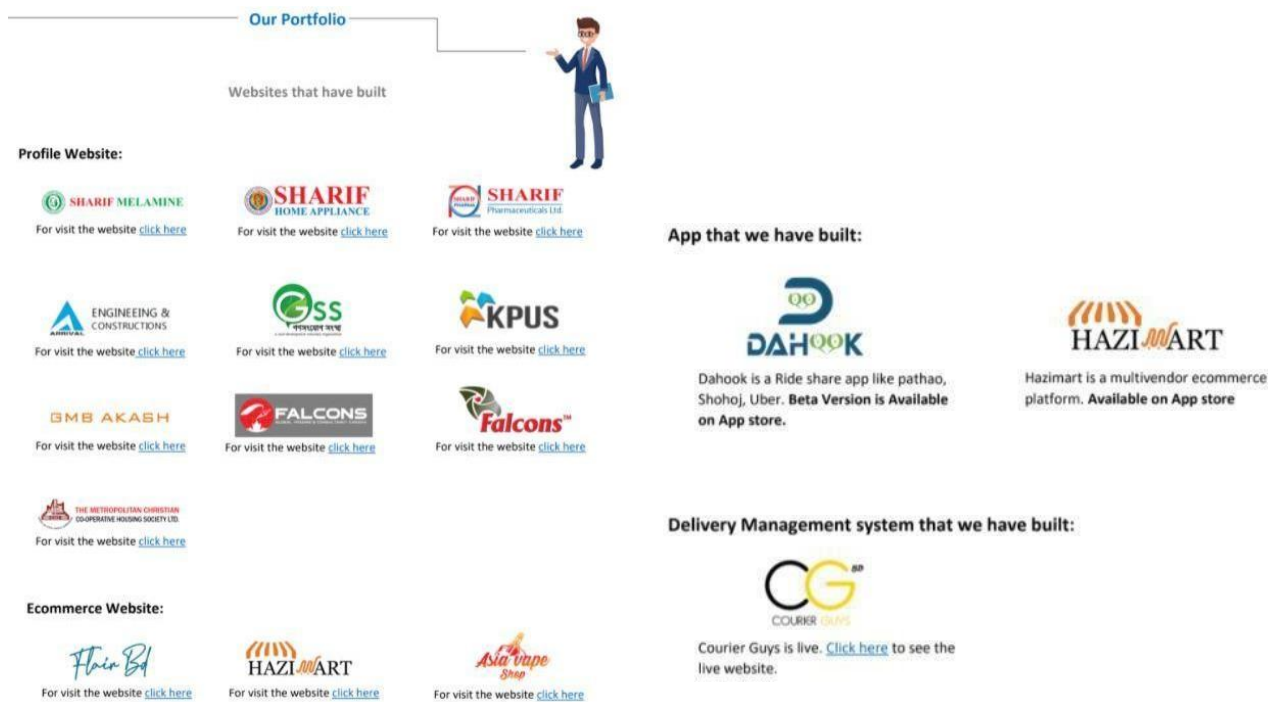 Our Portfolio
Websites that have built
Profile Website:
SHARIF MELAMINE
For visit the website click here
SHARIF
HOME APPLIANCE
For visit the website click here
SHARIF
Pharmaceuticals Ltd.
For visit the website click here
ARRIVAL
ENGINEEING &
CONSTRUCTIONS
For visit the website click here
GSS
গণসংযোগ সংস্থা
For visit the website click here
KPUS
For visit the website click here
GMB AKASH
For visit the website click here
FALCONS
For visit the website click here
Falcons™
For visit the website click here
THE METROPOLITAN CHRISTIAN
CO-OPERATIVE HOUSING SOCIETY LTD.
For visit the website click here
Ecommerce Website:
Flair Bd
For visit the website click here
HAZI MART
For visit the website click here
Asia vape
Shop
For visit the website click here
App that we have built:
DAHOOK
Dahook is a Ride share app like pathao,
Shohoj, Uber. Beta Version is Available
on App store.
HAZI MART
Hazimart is a multivendor ecommerce
platform. Available on App store
Delivery Management system that we have built:
CG BD
COURIER GUYS
Courier Guys is live. Click here to see the
live website.